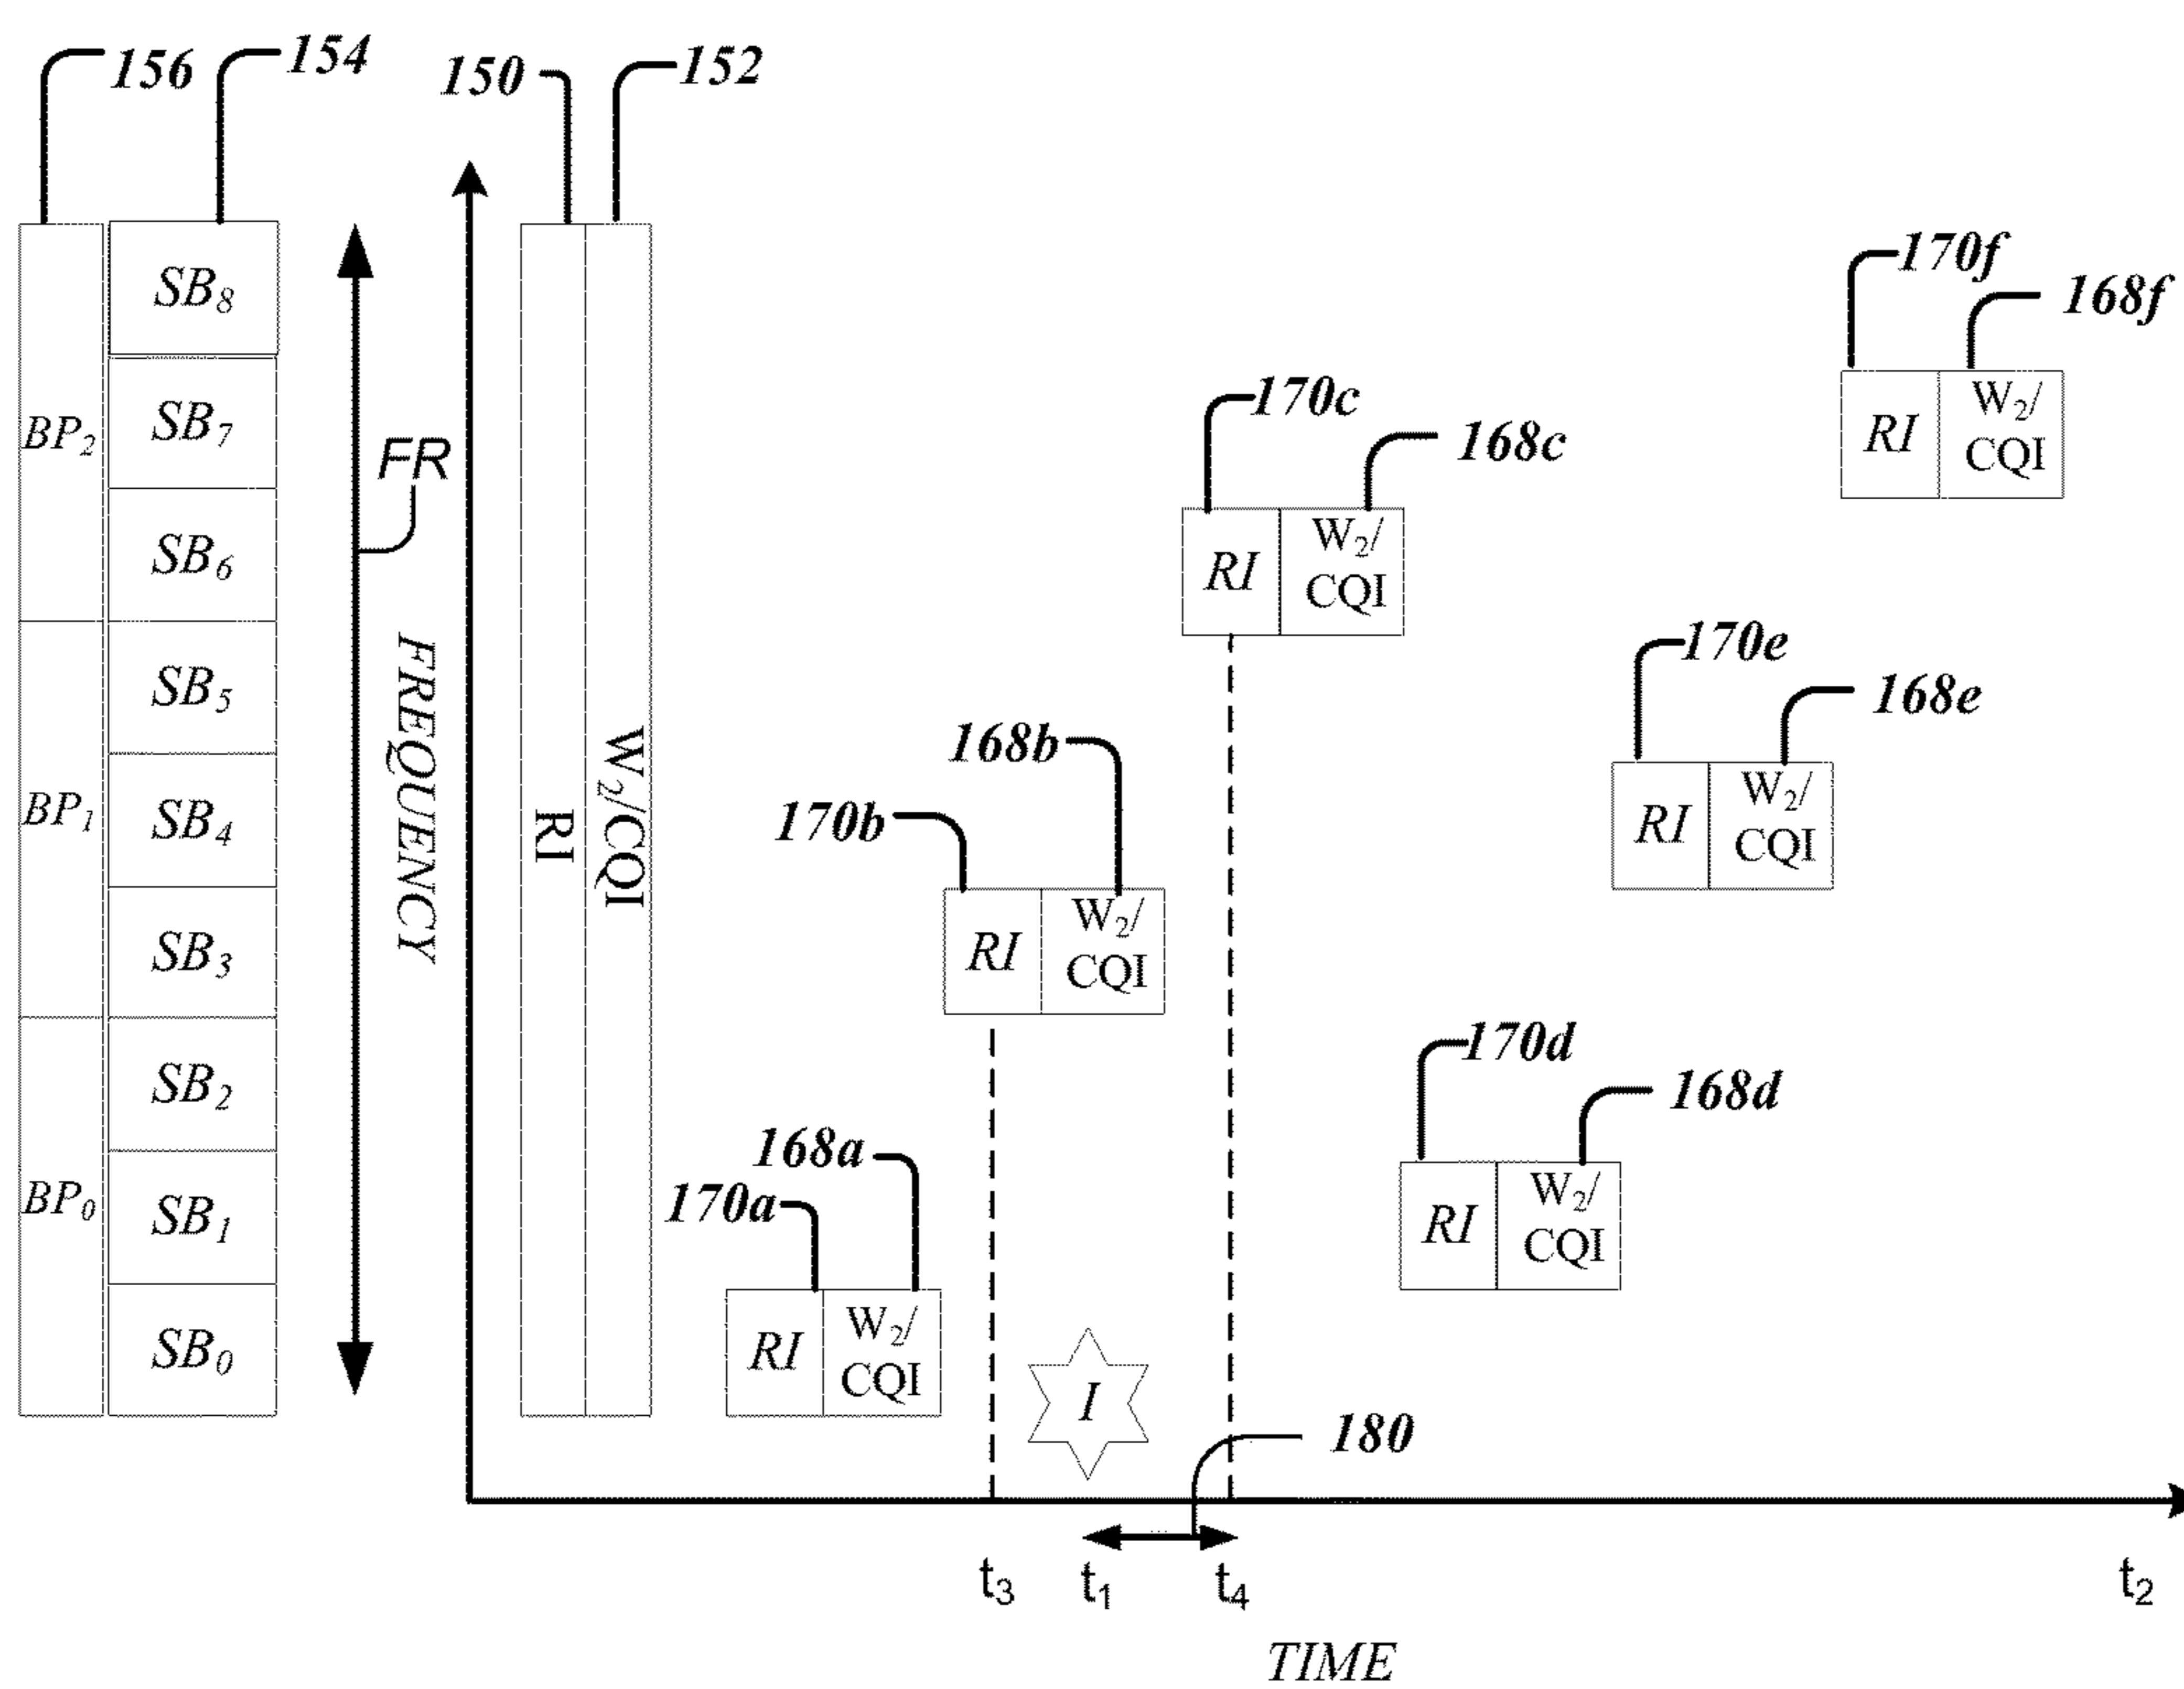 156
154
150
152
SB8
SB7
SB6
SB5
SB4
SB3
SB2
SB1
SB0
BP2
BP1
BP0
FR
FREQUENCY
RI
W2/CQI
170a
168a
RI
W2/
CQI
170b
168b
RI
W2/
CQI
170c
168c
RI
W2/
CQI
170d
168d
RI
W2/
CQI
170e
168e
RI
W2/
CQI
170f
168f
RI
W2/
CQI
I
180
t3
t1
t4
t2
TIME